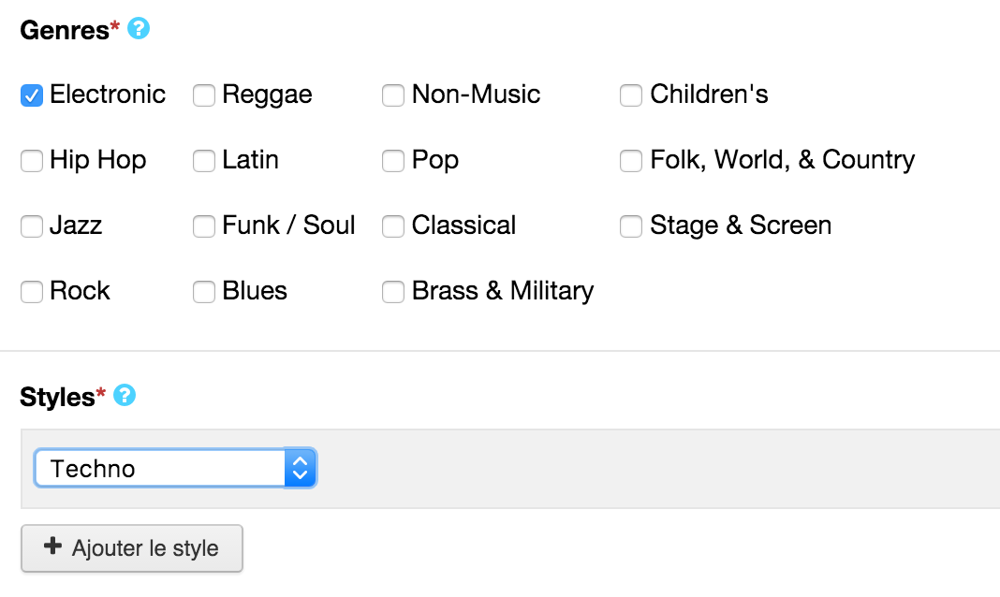 Genres* ?
Electronic Reggae Non-Music Children's
Hip Hop Latin Pop Folk, World, & Country
Jazz Funk / Soul Classical Stage & Screen
Rock Blues Brass & Military
Styles* ?
Techno
+ Ajouter le style